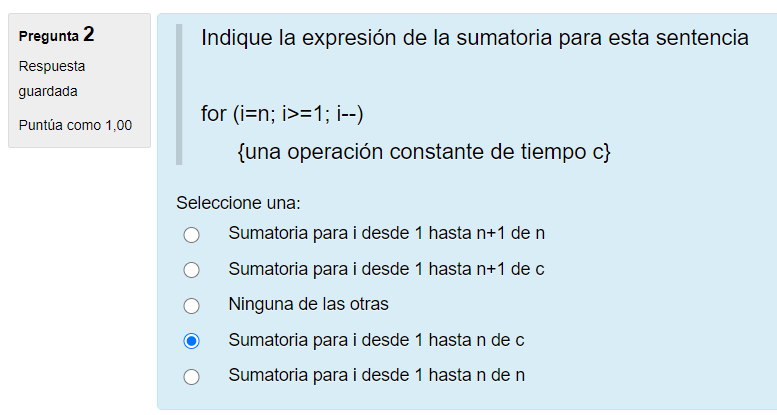 Pregunta 2
Respuesta
guardada
Puntúa como 1,00
Indique la expresión de la sumatoria para esta sentencia
for (i=n; i>=1; i--)
{una operación constante de tiempo c}
Seleccione una:
Sumatoria para i desde 1 hasta n+1 de n
Sumatoria para i desde 1 hasta n+1 de c
Ninguna de las otras
Sumatoria para i desde 1 hasta n de c
Sumatoria para i desde 1 hasta n de n